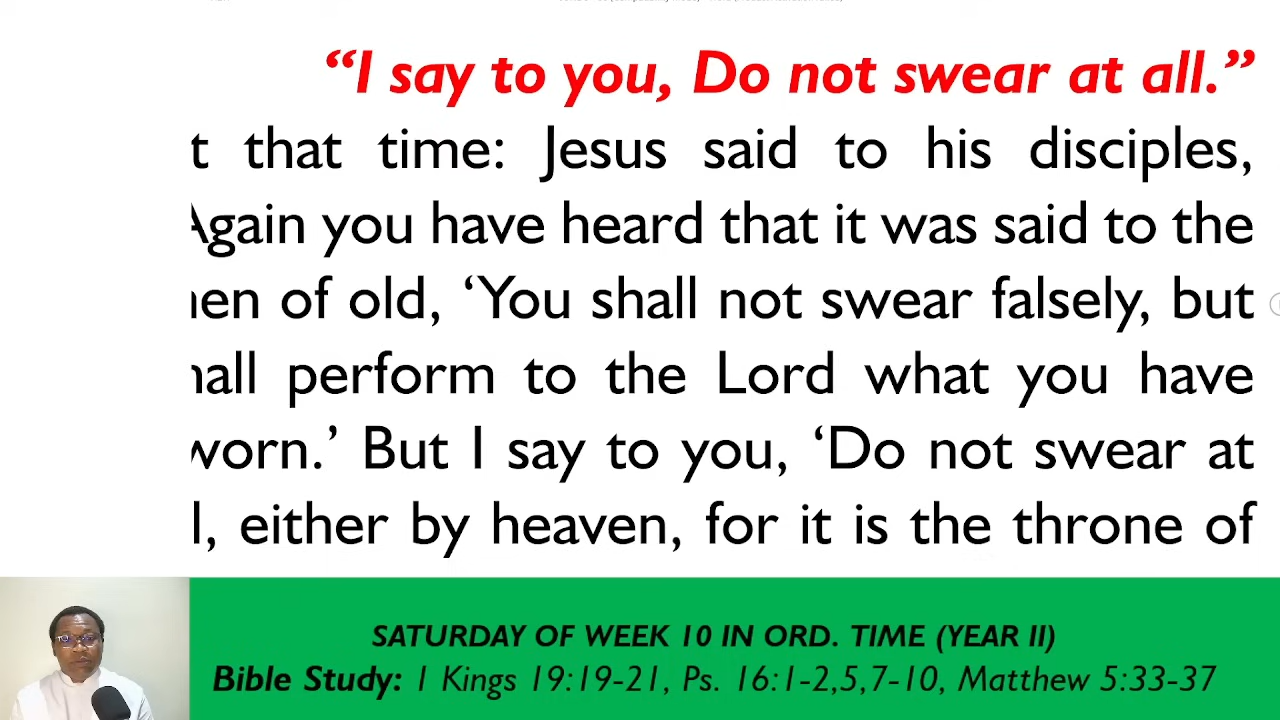 “I say to you, Do not swear at all.”
t that time: Jesus said to his disciples,
Again you have heard that it was said to the
en of old, ‘You shall not swear falsely, but
hall perform to the Lord what you have
worn.’ But I say to you, ‘Do not swear at
l, either by heaven, for it is the throne of
SATURDAY OF WEEK 10 IN ORD. TIME (YEAR II)
Bible Study: 1 Kings 19:19-21, Ps. 16:1-2,5,7-10, Matthew 5:33-37